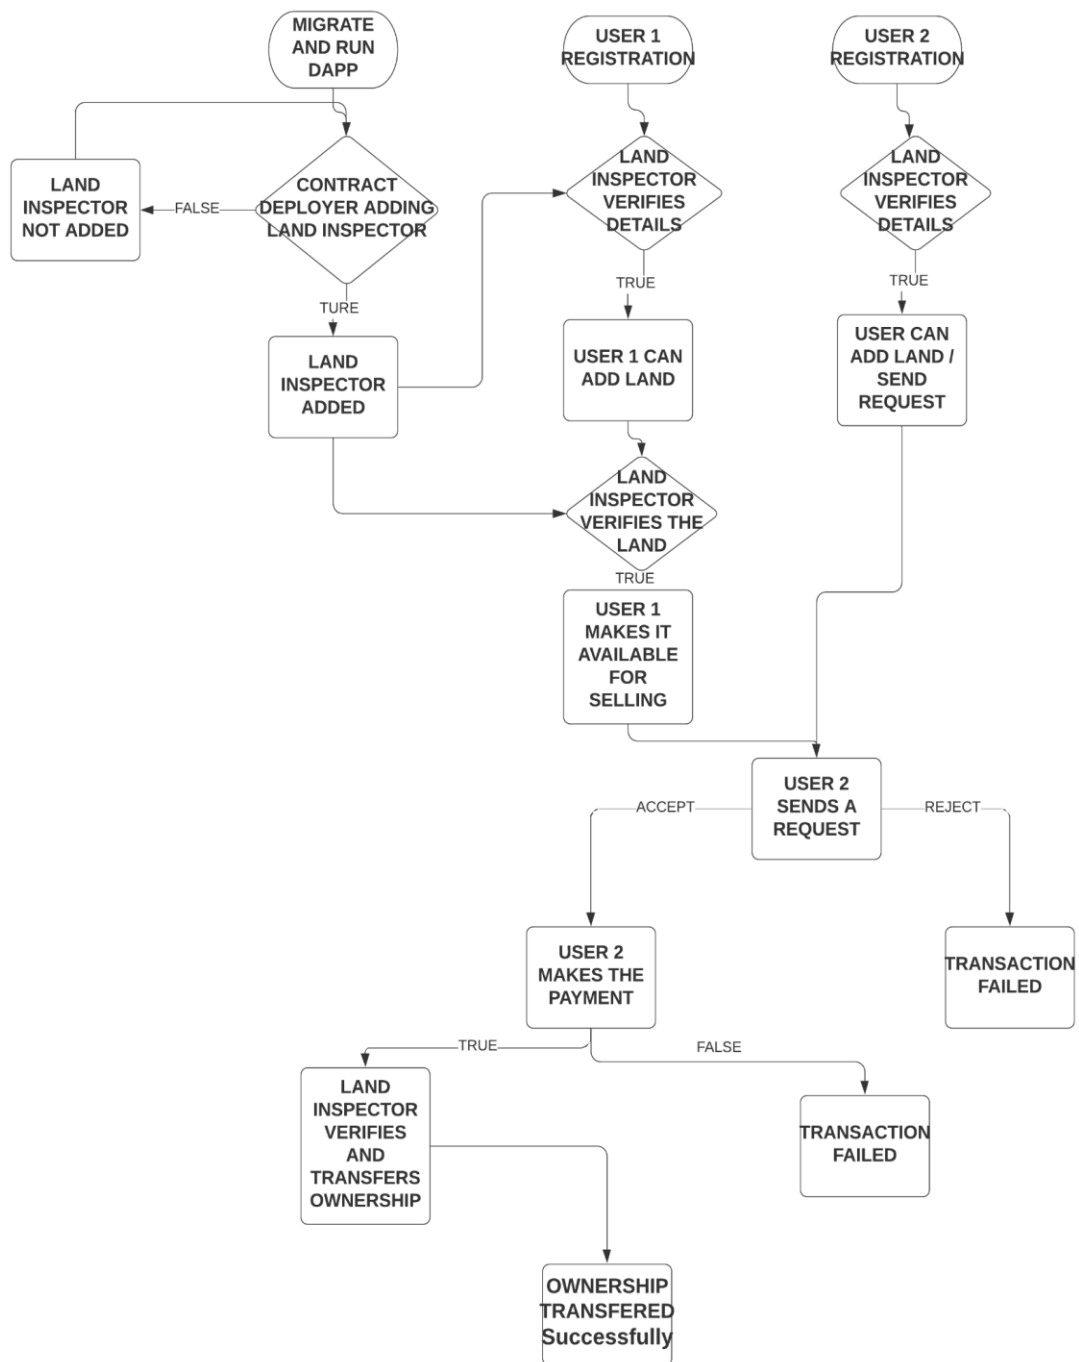 MIGRATE
AND RUN
DAPP
USER 1
REGISTRATION
USER 2
REGISTRATION
LAND
INSPECTOR
NOT ADDED
FALSE
CONTRACT
DEPLOYER ADDING
LAND INSPECTOR
LAND
INSPECTOR
VERIFIES
DETAILS
LAND
INSPECTOR
VERIFIES
DETAILS
TURE
TRUE
TRUE
LAND
INSPECTOR
ADDED
USER 1 CAN
ADD LAND
USER CAN
ADD LAND /
SEND
REQUEST
LAND
INSPECTOR
VERIFIES THE
LAND
TRUE
USER 1
MAKES IT
AVAILABLE
FOR
SELLING
USER 2
SENDS A
REQUEST
ACCEPT
REJECT
USER 2
MAKES THE
PAYMENT
TRANSACTION
FAILED
TRUE
FALSE
LAND
INSPECTOR
VERIFIES
AND
TRANSFERS
OWNERSHIP
TRANSACTION
FAILED
OWNERSHIP
TRANSFERED
Successfully